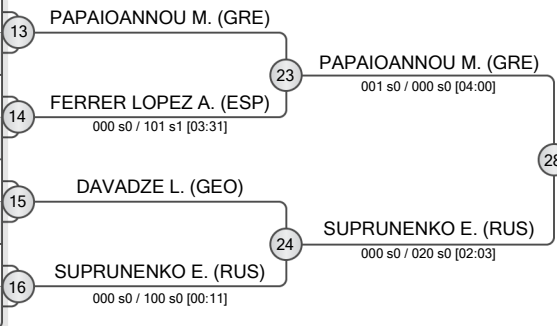 PAPAIOANNOU M. (GRE)
13
PAPAIOANNOU M. (GRE)
23
001 s0 / 000 s0 [04:00]
FERRER LOPEZ A. (ESP)
14
000 s0 / 101 s1 [03:31]
28
DAVADZE L. (GEO)
15
SUPRUNENKO E. (RUS)
24
000 s0 / 020 s0 [02:03]
SUPRUNENKO E. (RUS)
16
000 s0 / 100 s0 [00:11]